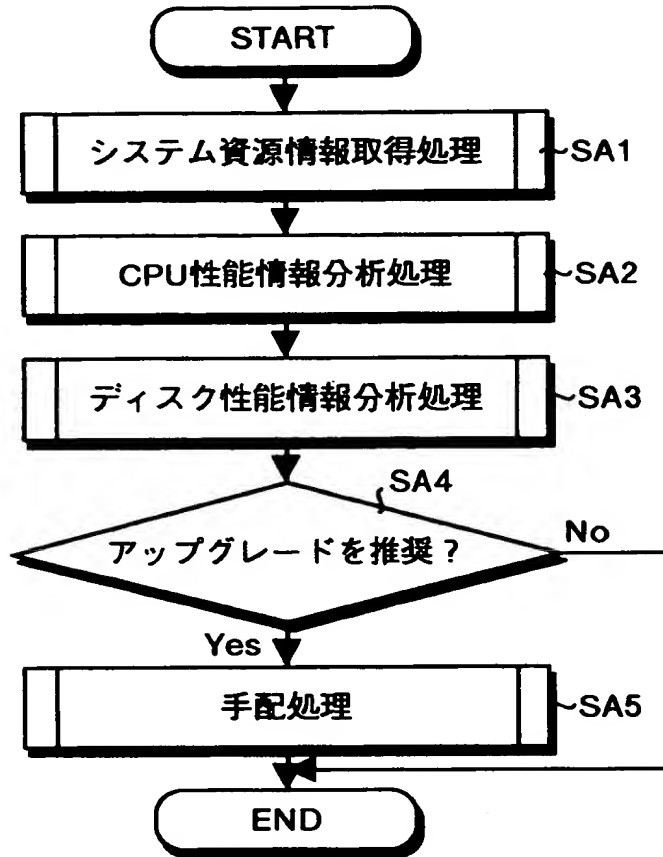 START
システム資源情報取得処理
SA1
CPU性能情報分析処理
SA2
ディスク性能情報分析処理
SA3
SA4
アップグレードを推奨?
No
Yes
手配処理
SA5
END